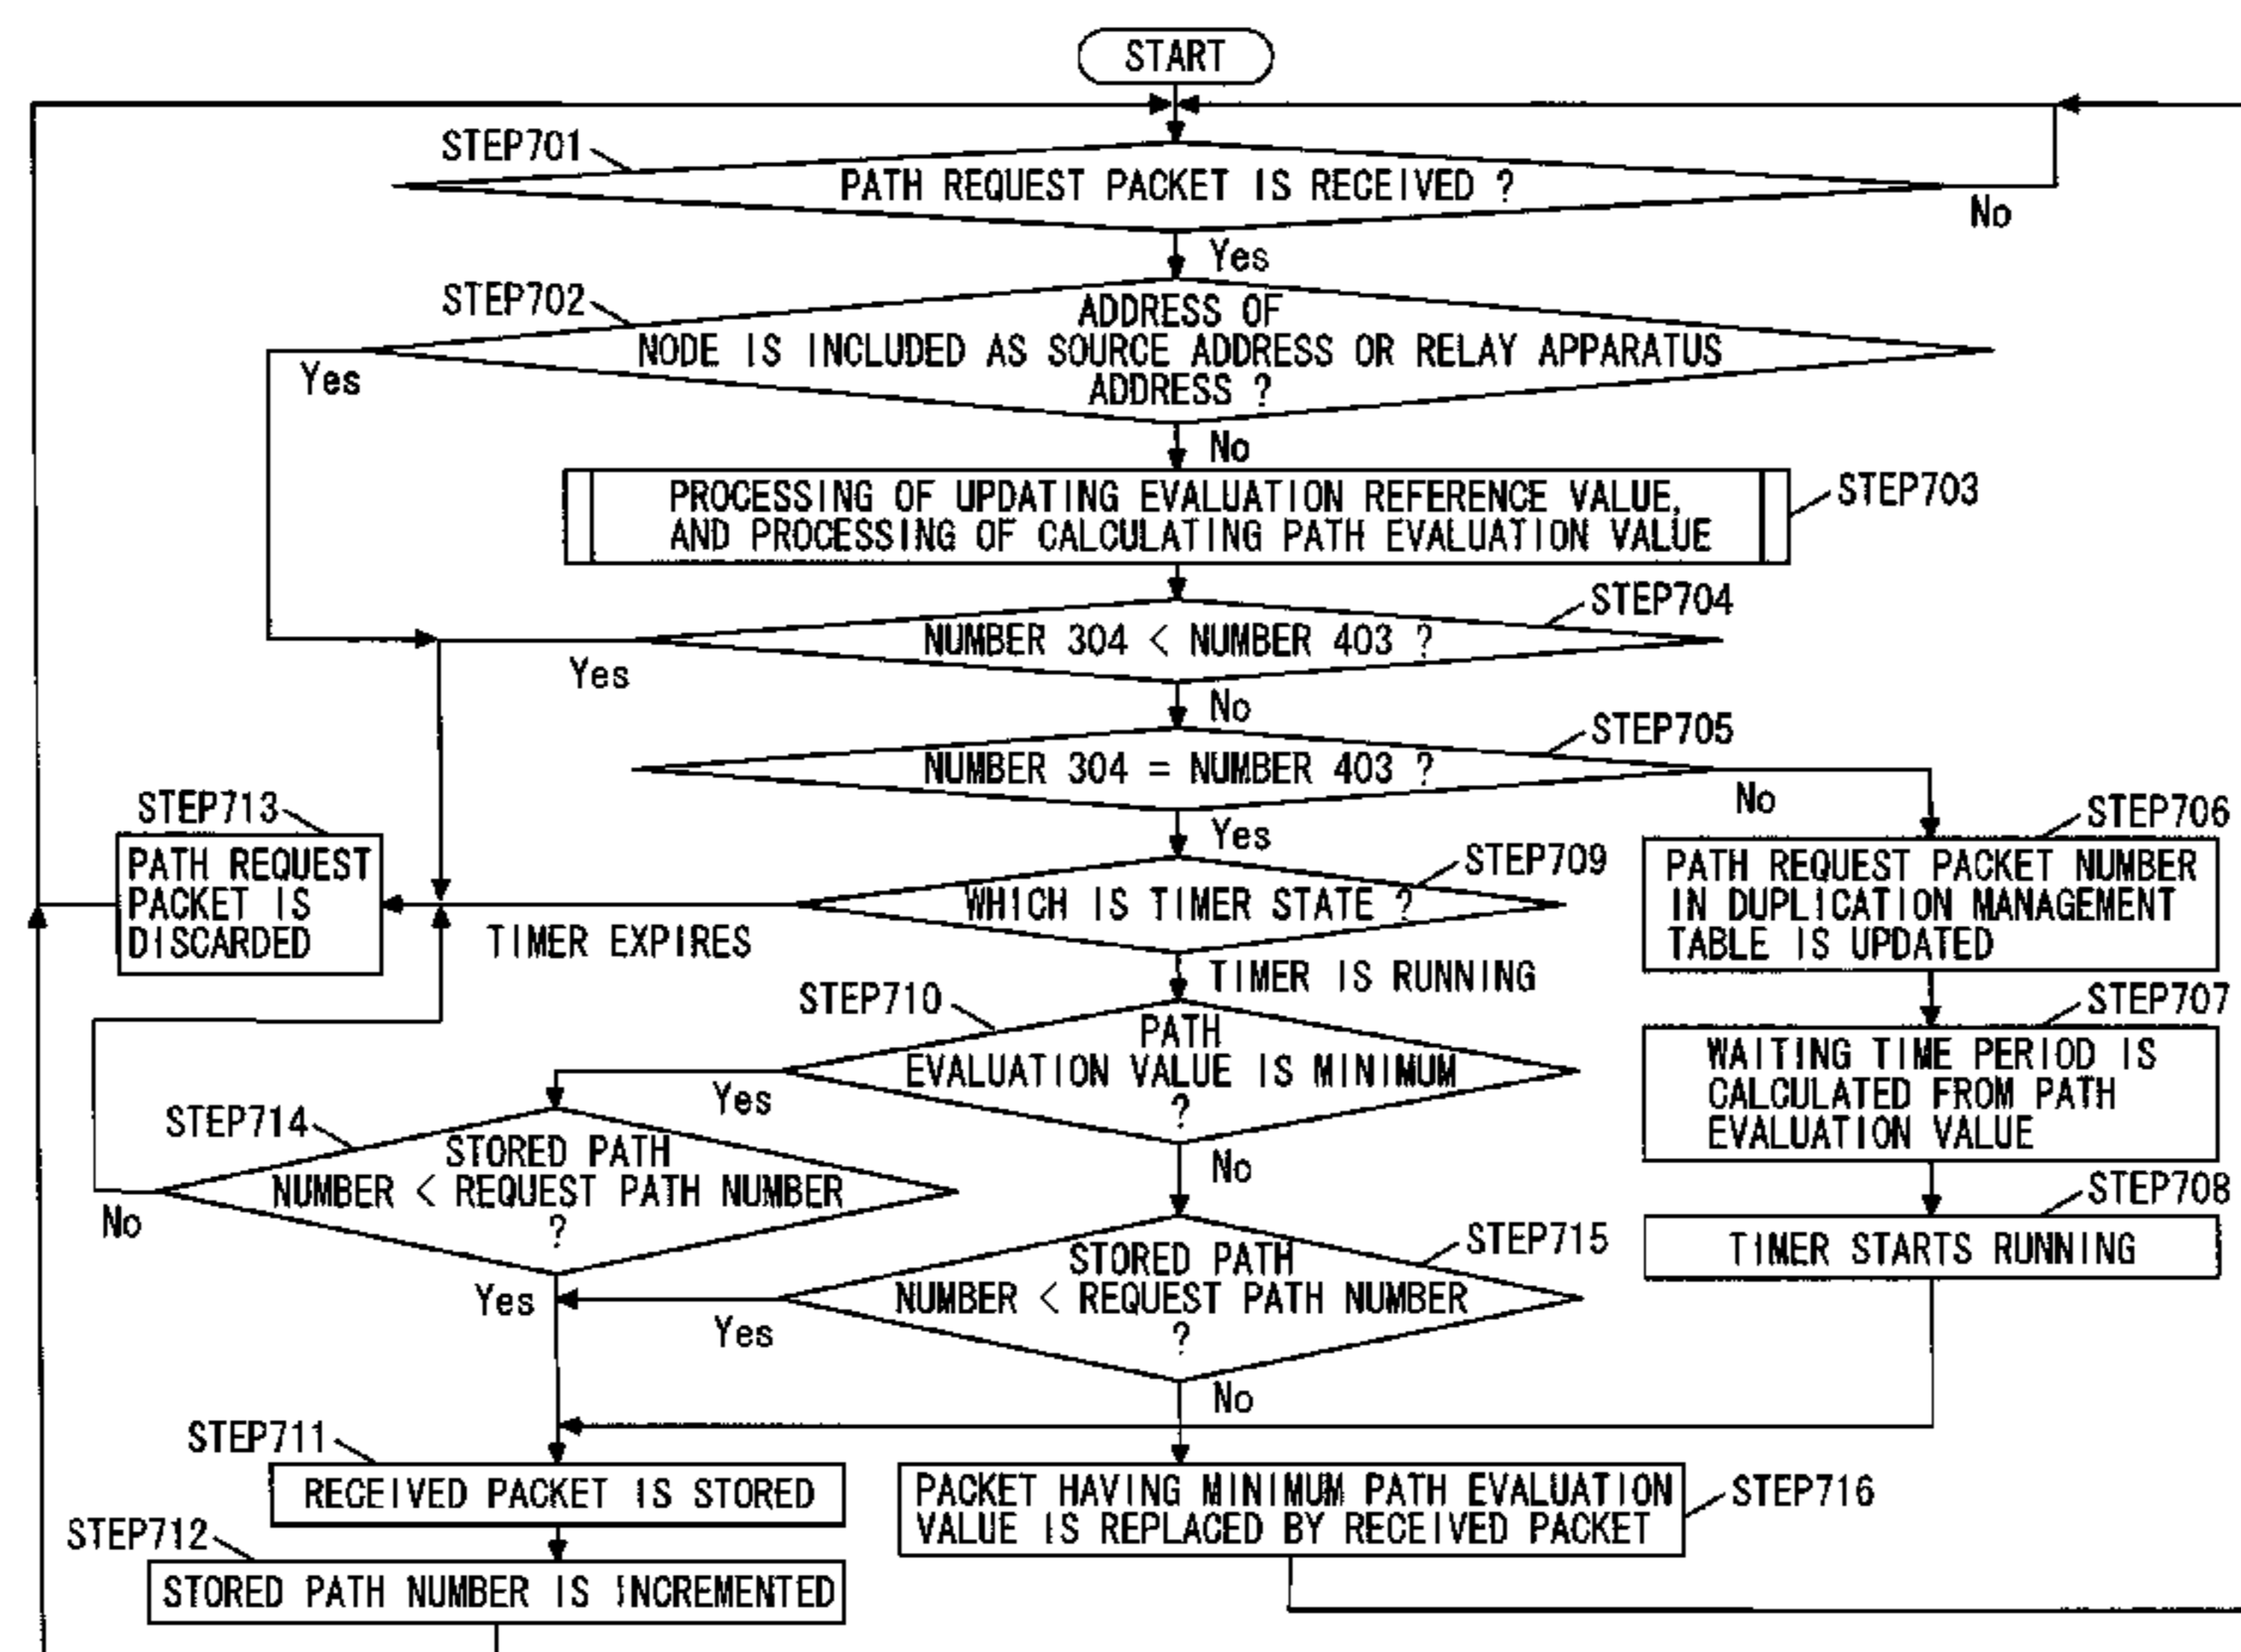 START
STEP701
PATH REQUEST PACKET IS RECEIVED ?
No
Yes
STEP702
ADDRESS OF
NODE IS INCLUDED AS SOURCE ADDRESS OR RELAY APPARATUS
ADDRESS ?
Yes
No
PROCESSING OF UPDATING EVALUATION REFERENCE VALUE,
AND PROCESSING OF CALCULATING PATH EVALUATION VALUE
STEP703
STEP704
NUMBER 304 < NUMBER 403 ?
Yes
No
STEP705
NUMBER 304 = NUMBER 403 ?
No
Yes
STEP713
PATH REQUEST
PACKET IS
DISCARDED
STEP709
WHICH IS TIMER STATE ?
TIMER EXPIRES
TIMER IS RUNNING
STEP706
PATH REQUEST PACKET NUMBER
IN DUPLICATION MANAGEMENT
TABLE IS UPDATED
STEP710
PATH
EVALUATION VALUE IS MINIMUM
?
Yes
No
STEP707
WAITING TIME PERIOD IS
CALCULATED FROM PATH
EVALUATION VALUE
STEP714
STORED PATH
NUMBER < REQUEST PATH NUMBER
?
No
Yes
STEP715
STORED PATH
NUMBER < REQUEST PATH NUMBER
?
Yes
No
STEP708
TIMER STARTS RUNNING
STEP711
RECEIVED PACKET IS STORED
STEP712
STORED PATH NUMBER IS INCREMENTED
PACKET HAVING MINIMUM PATH EVALUATION
VALUE IS REPLACED BY RECEIVED PACKET
STEP716